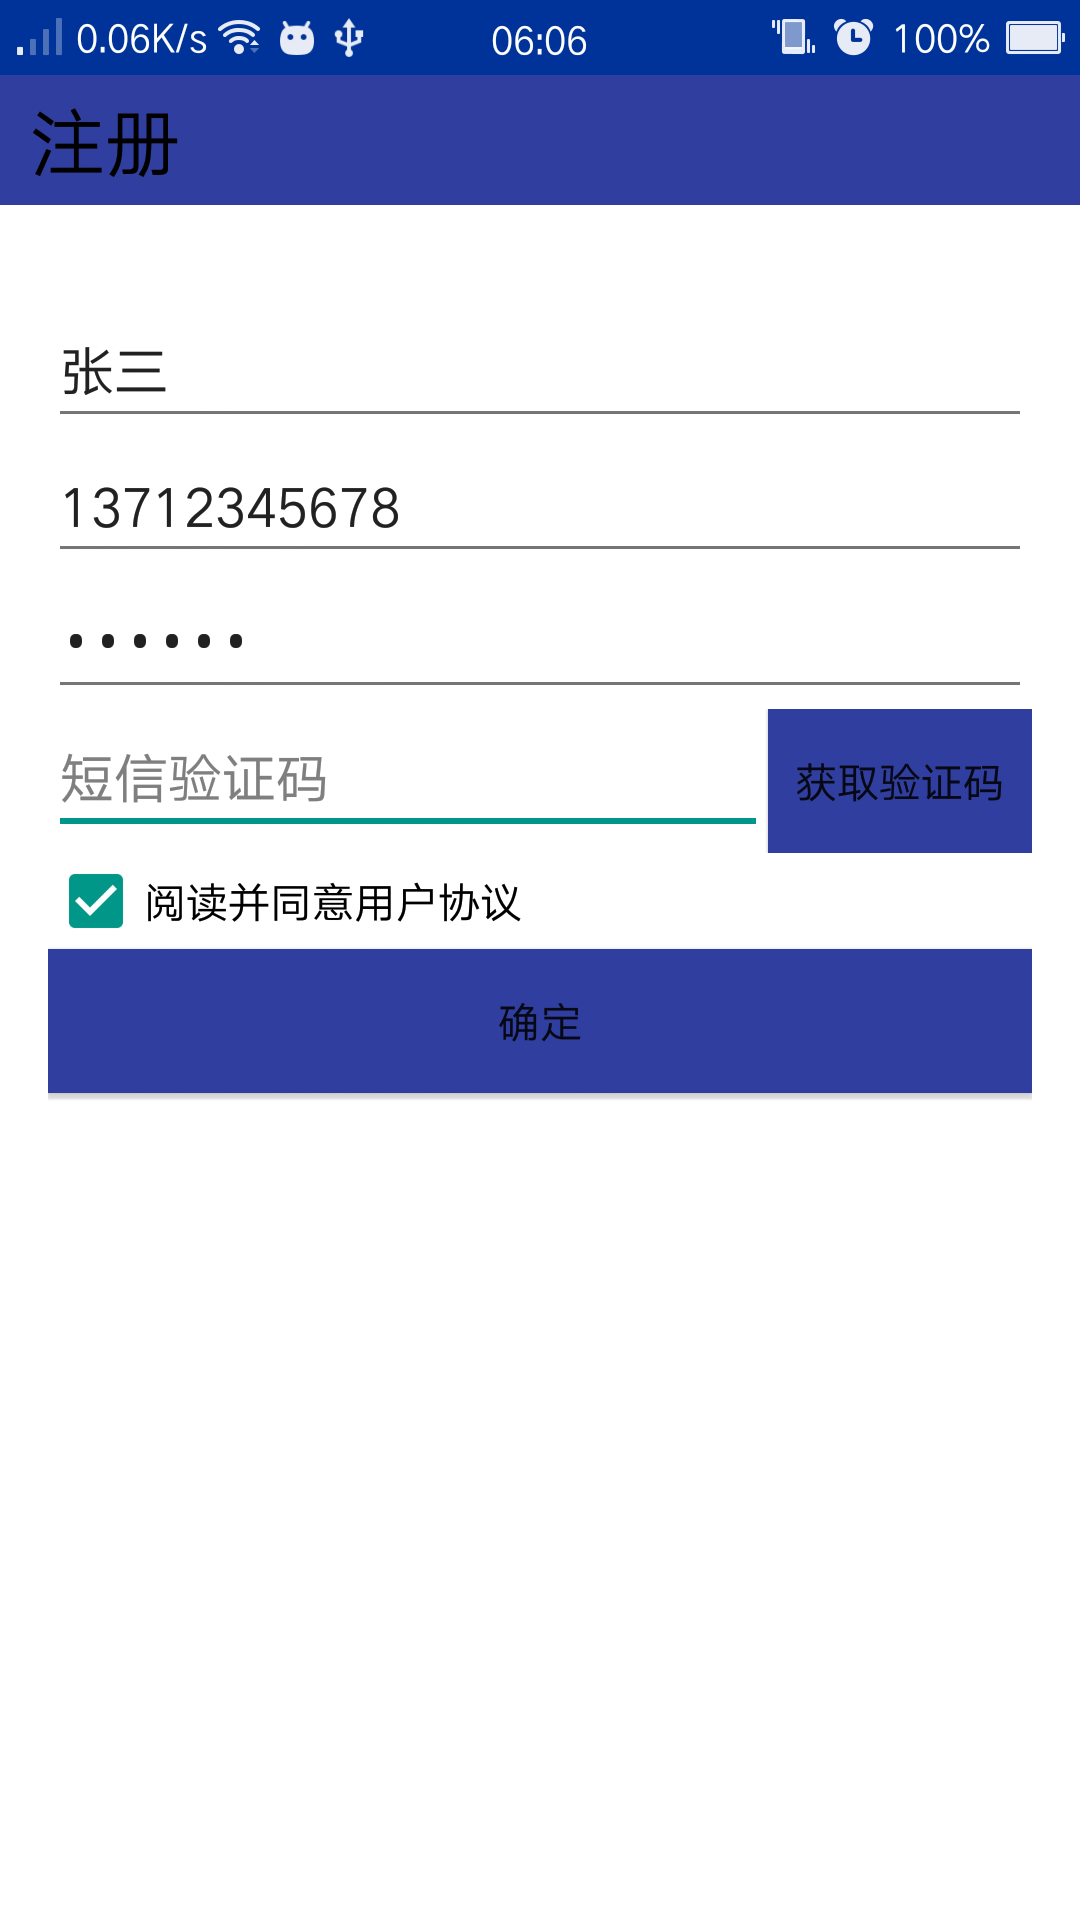 0.06K/s 06:06 100%
注册
张三
13712345678
••••••
短信验证码 获取验证码
阅读并同意用户协议
确定